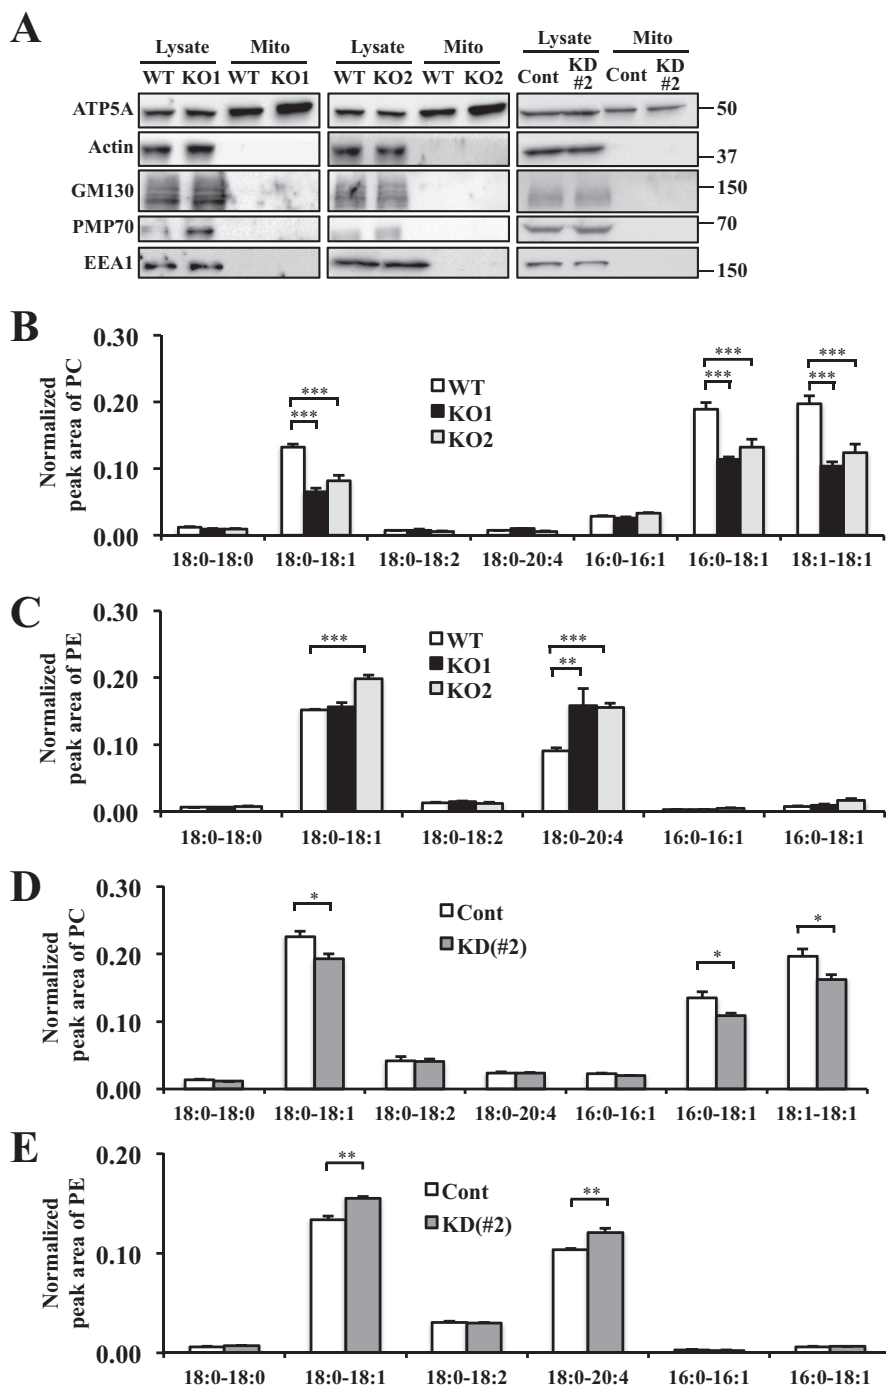 A
Lysate Mito Lysate Mito Lysate Mito
WT KO1 WT KO1 WT KO2 WT KO2 Cont KD #2 Cont KD #2
ATP5A 50
Actin 37
GM130 150
PMP70 70
EEA1 150
B
Normalized
peak area of PC
0.30
0.20
0.10
0.00
WT
KO1
KO2
***
***
***
***
***
***
18:0-18:0 18:0-18:1 18:0-18:2 18:0-20:4 16:0-16:1 16:0-18:1 18:1-18:1
C
Normalized
peak area of PE
0.30
0.20
0.10
0.00
WT
KO1
KO2
***
***
**
18:0-18:0 18:0-18:1 18:0-18:2 18:0-20:4 16:0-16:1 16:0-18:1
D
Normalized
peak area of PC
0.30
0.20
0.10
0.00
Cont
KD(#2)
*
*
*
18:0-18:0 18:0-18:1 18:0-18:2 18:0-20:4 16:0-16:1 16:0-18:1 18:1-18:1
E
Normalized
peak area of PE
0.20
0.10
0.00
Cont
KD(#2)
**
**
18:0-18:0 18:0-18:1 18:0-18:2 18:0-20:4 16:0-16:1 16:0-18:1